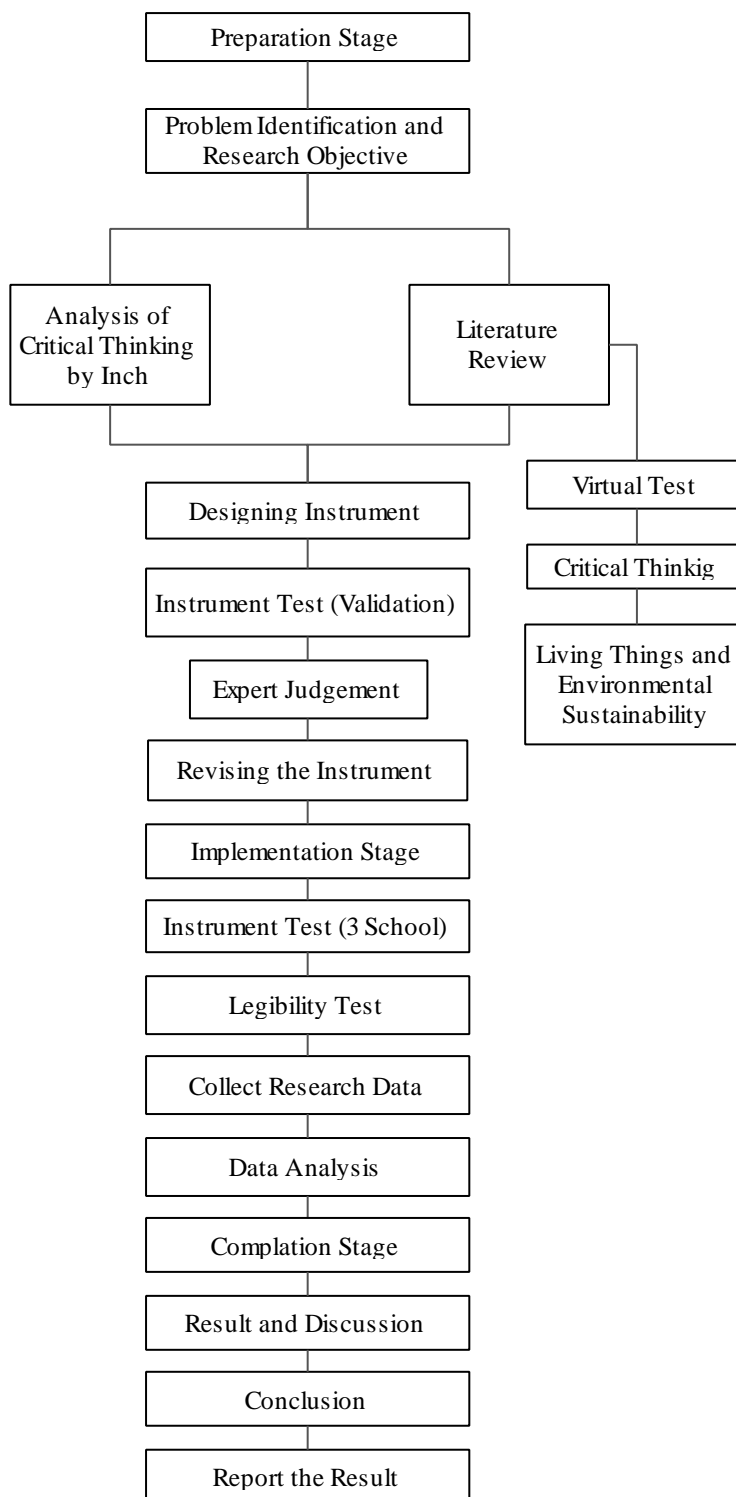 Preparation Stage
Problem Identification and
Research Objective
Analysis of
Critical Thinking
by Inch
Literature
Review
Virtual Test
Critical Thinkig
Living Things and
Environmental
Sustainability
Designing Instrument
Instrument Test (Validation)
Expert Judgement
Revising the Instrument
Implementation Stage
Instrument Test (3 School)
Legibility Test
Collect Research Data
Data Analysis
Complation Stage
Result and Discussion
Conclusion
Report the Result